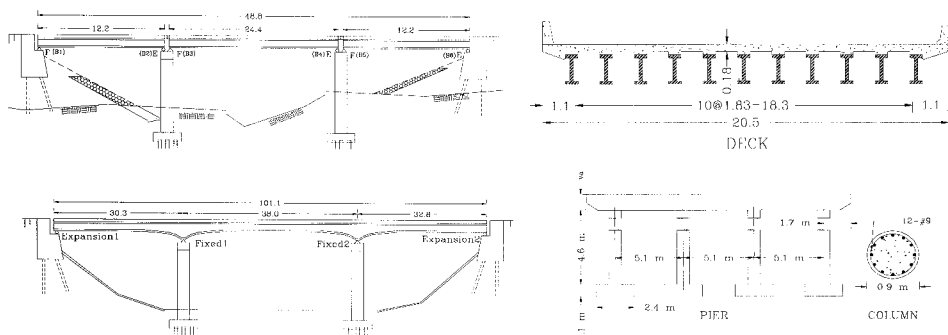 48.8
12.2
24.4
12.2
F(B1)
(B2)E
F(B3)
(B4)E
F(B5)
(B6)E
0.18
1.1
10@1.83-18.3
1.1
20.5
DECK
101.1
30.3
38.0
32.8
Expansion1
Fixed1
Fixed2
Expansion2
1.7 m
12-#9
4.6 m.
5.1 m
5.1 m
5.1 m
0.9 m
2.4 m
PIER
COLUMN